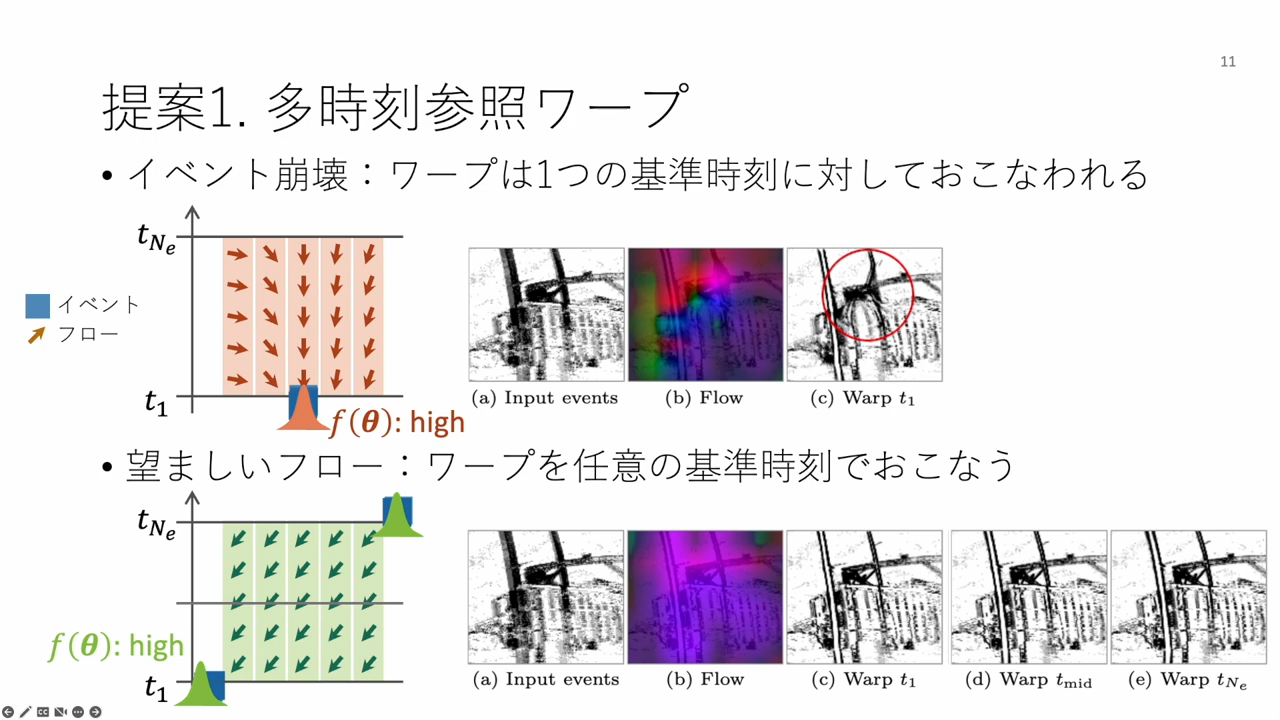 11
提案1. 多時刻参照ワープ
• イベント崩壊：ワープは1つの基準時刻に対しておこなわれる
t_{N_e}
イベント
フロー
t_1
f(θ): high
(a) Input events
(b) Flow
(c) Warp t_1
• 望ましいフロー：ワープを任意の基準時刻でおこなう
t_{N_e}
f(θ): high
t_1
(a) Input events
(b) Flow
(c) Warp t_1
(d) Warp t_{mid}
(e) Warp t_{N_e}